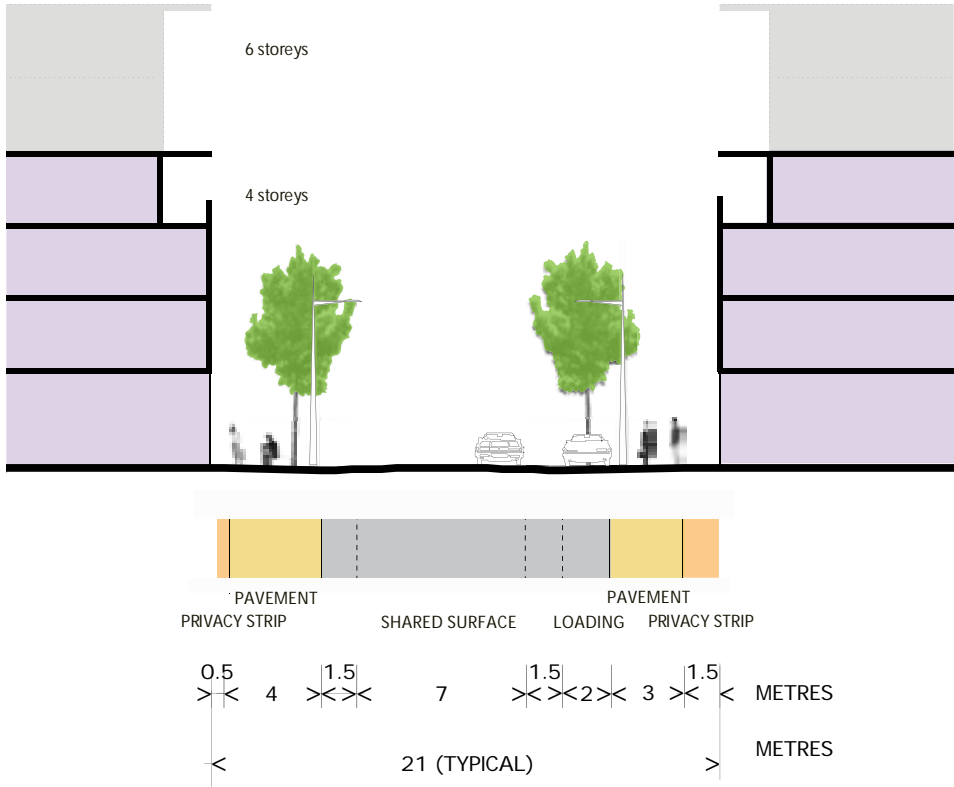 6 storeys
4 storeys
PAVEMENT PAVEMENT
PRIVACY STRIP SHARED SURFACE LOADING PRIVACY STRIP
0.5 1.5 1.5 1.5
4 7 2 3 METRES
METRES
21 (TYPICAL)